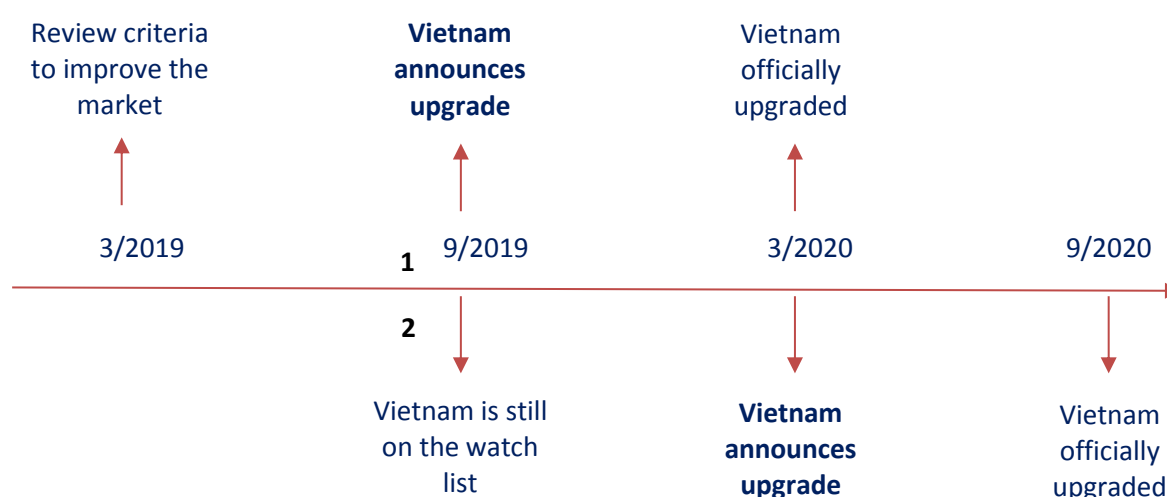 Review criteria
to improve the
market
Vietnam
announces
upgrade
Vietnam
officially
upgraded
3/2019
1
9/2019
3/2020
9/2020
2
Vietnam is still
on the watch
list
Vietnam
announces
upgrade
Vietnam
officially
upgraded